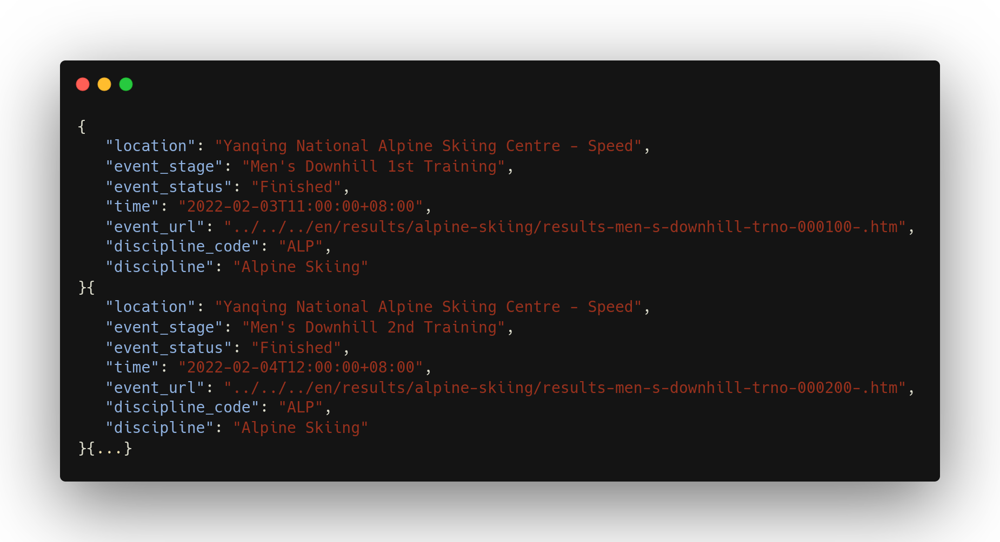 {
   "location": "Yanqing National Alpine Skiing Centre - Speed",
   "event_stage": "Men's Downhill 1st Training",
   "event_status": "Finished",
   "time": "2022-02-03T11:00:00+08:00",
   "event_url": "../../../en/results/alpine-skiing/results-men-s-downhill-trno-000100-.htm",
   "discipline_code": "ALP",
   "discipline": "Alpine Skiing"
}{
   "location": "Yanqing National Alpine Skiing Centre - Speed",
   "event_stage": "Men's Downhill 2nd Training",
   "event_status": "Finished",
   "time": "2022-02-04T12:00:00+08:00",
   "event_url": "../../../en/results/alpine-skiing/results-men-s-downhill-trno-000200-.htm",
   "discipline_code": "ALP",
   "discipline": "Alpine Skiing"
}{...}